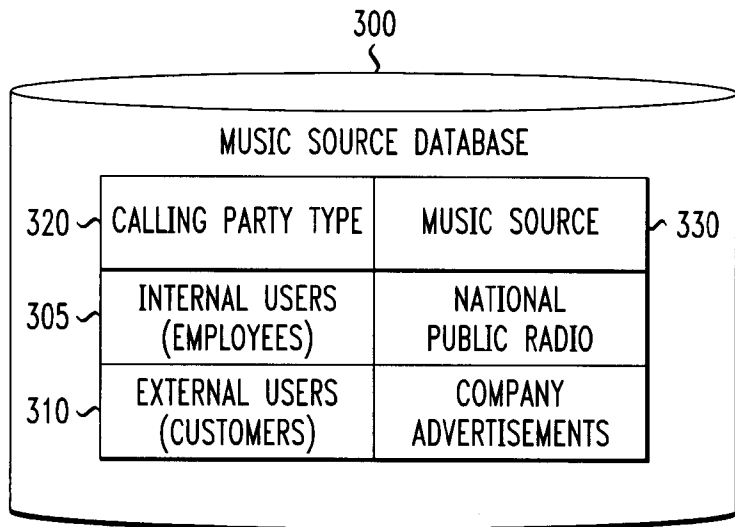 300
MUSIC SOURCE DATABASE
320 CALLING PARTY TYPE MUSIC SOURCE 330
305 INTERNAL USERS (EMPLOYEES) NATIONAL PUBLIC RADIO
310 EXTERNAL USERS (CUSTOMERS) COMPANY ADVERTISEMENTS